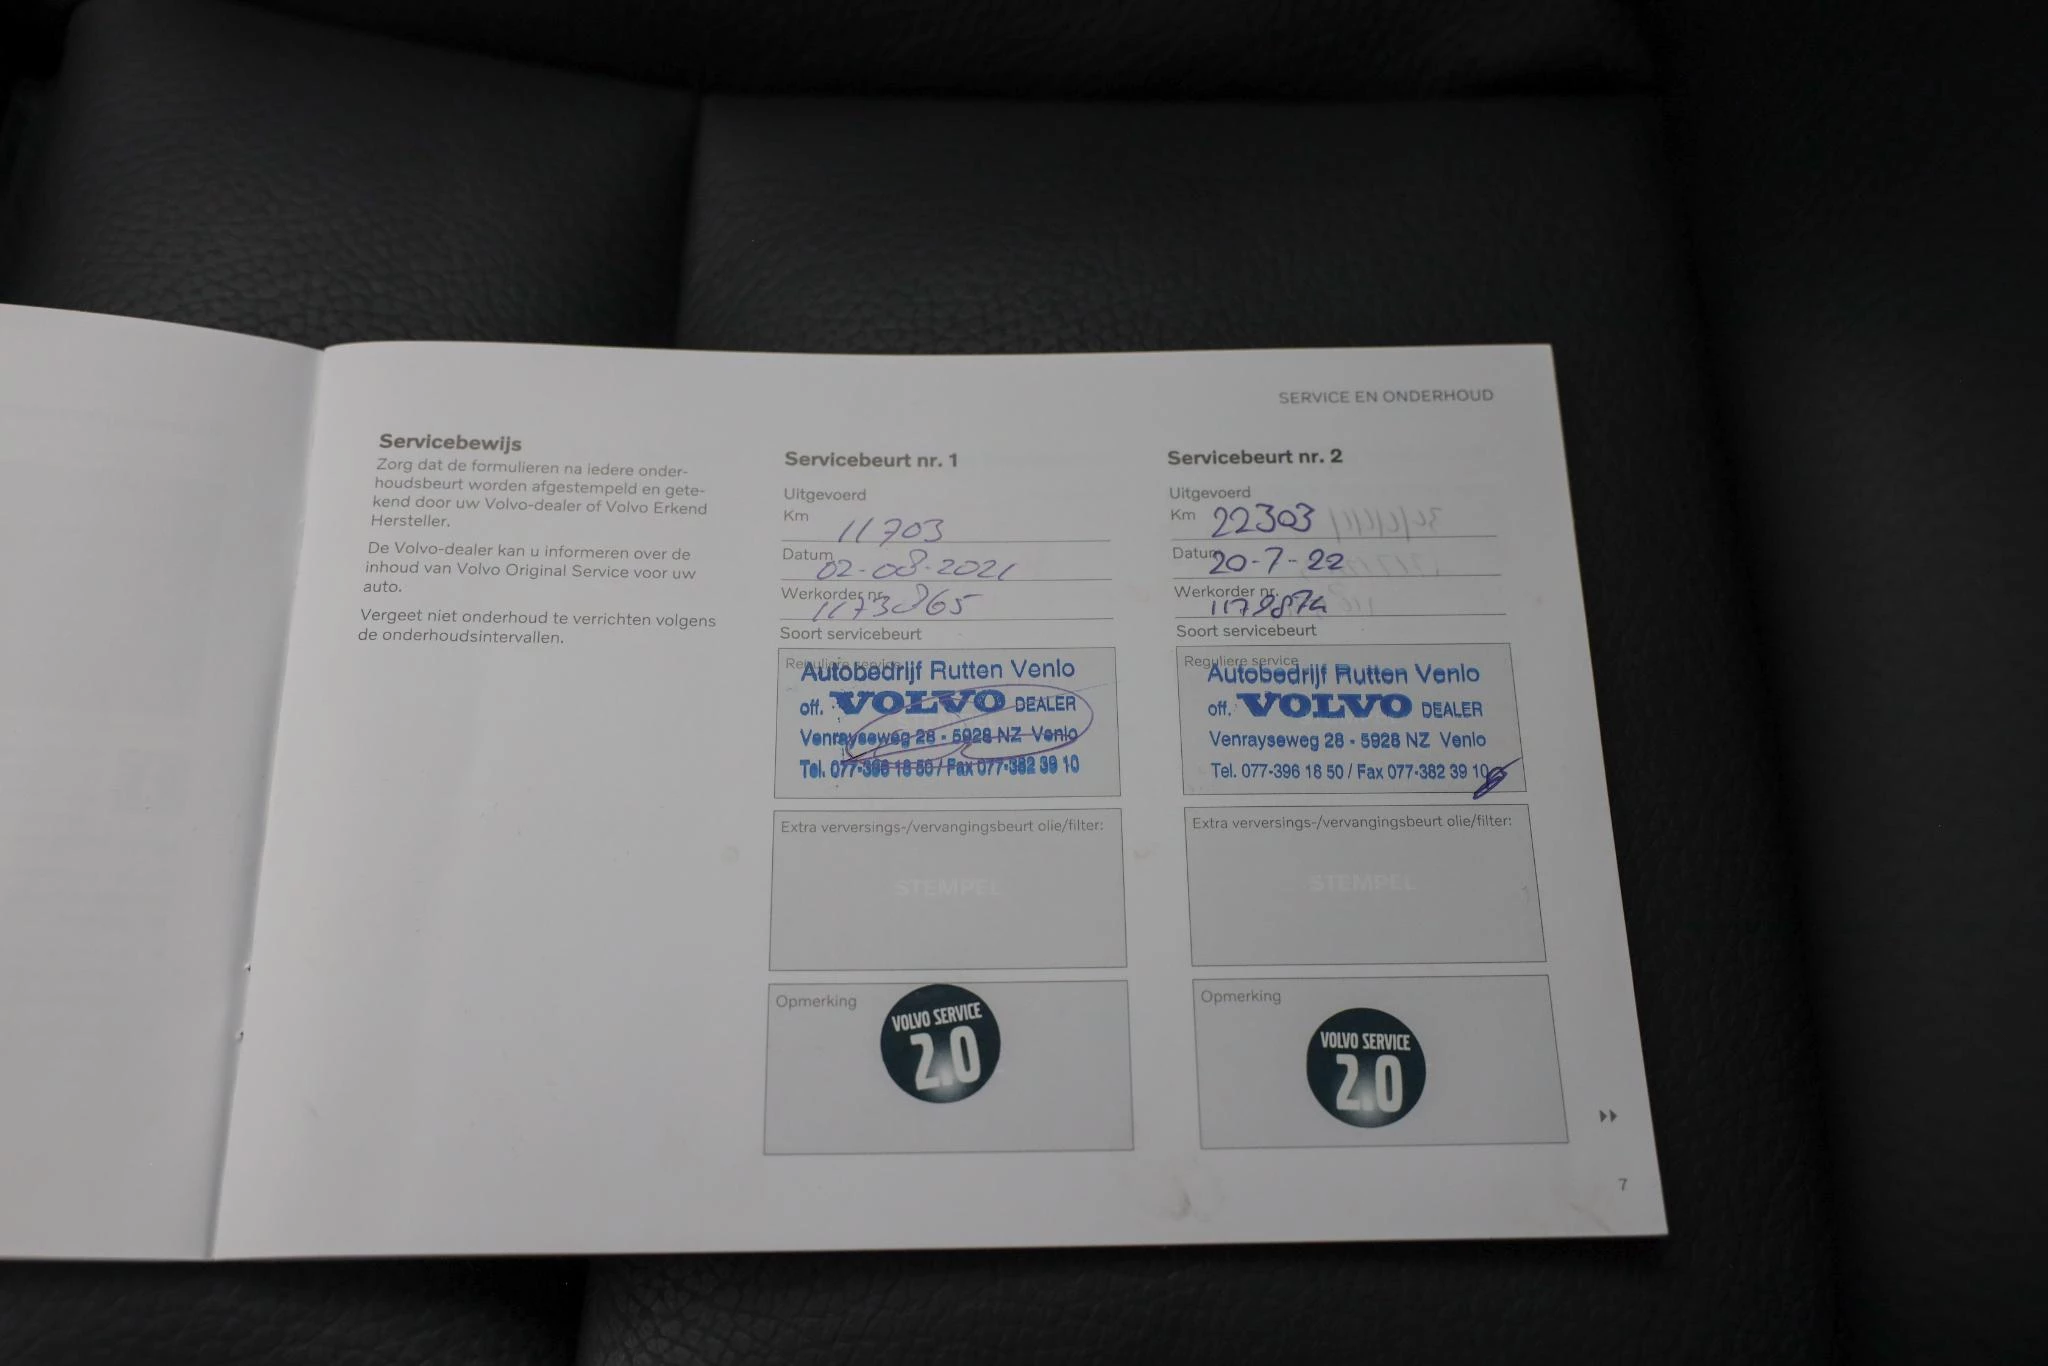 SERVICE EN ONDERHOUD
Servicebewijs
Zorg dat de formulieren na iedere onder-
houdsbeurt worden afgestempeld en gete-
kend door uw Volvo-dealer of Volvo Erkend
Hersteller.
De Volvo-dealer kan u informeren over de
inhoud van Volvo Original Service voor uw
auto.
Vergeet niet onderhoud te verrichten volgens
de onderhoudsintervallen.
Servicebeurt nr. 1
Uitgevoerd
Km 11703
Datum 02-08-2021
Werkorder nr. 1173865
Soort servicebeurt
Reguliere service
Autobedrijf Rutten Venlo
off. VOLVO DEALER
Venrayseweg 28 - 5928 NZ Venlo
Tel. 077-396 18 50 / Fax 077-382 39 10
Extra verversings-/vervangingsbeurt olie/filter:
STEMPEL
Opmerking
VOLVO SERVICE
2.0
Servicebeurt nr. 2
Uitgevoerd
Km 22303
Datum 20-7-22
Werkorder nr. 1179874
Soort servicebeurt
Reguliere service
Autobedrijf Rutten Venlo
off. VOLVO DEALER
Venrayseweg 28 - 5928 NZ Venlo
Tel. 077-396 18 50 / Fax 077-382 39 10
Extra verversings-/vervangingsbeurt olie/filter:
STEMPEL
Opmerking
VOLVO SERVICE
2.0
7